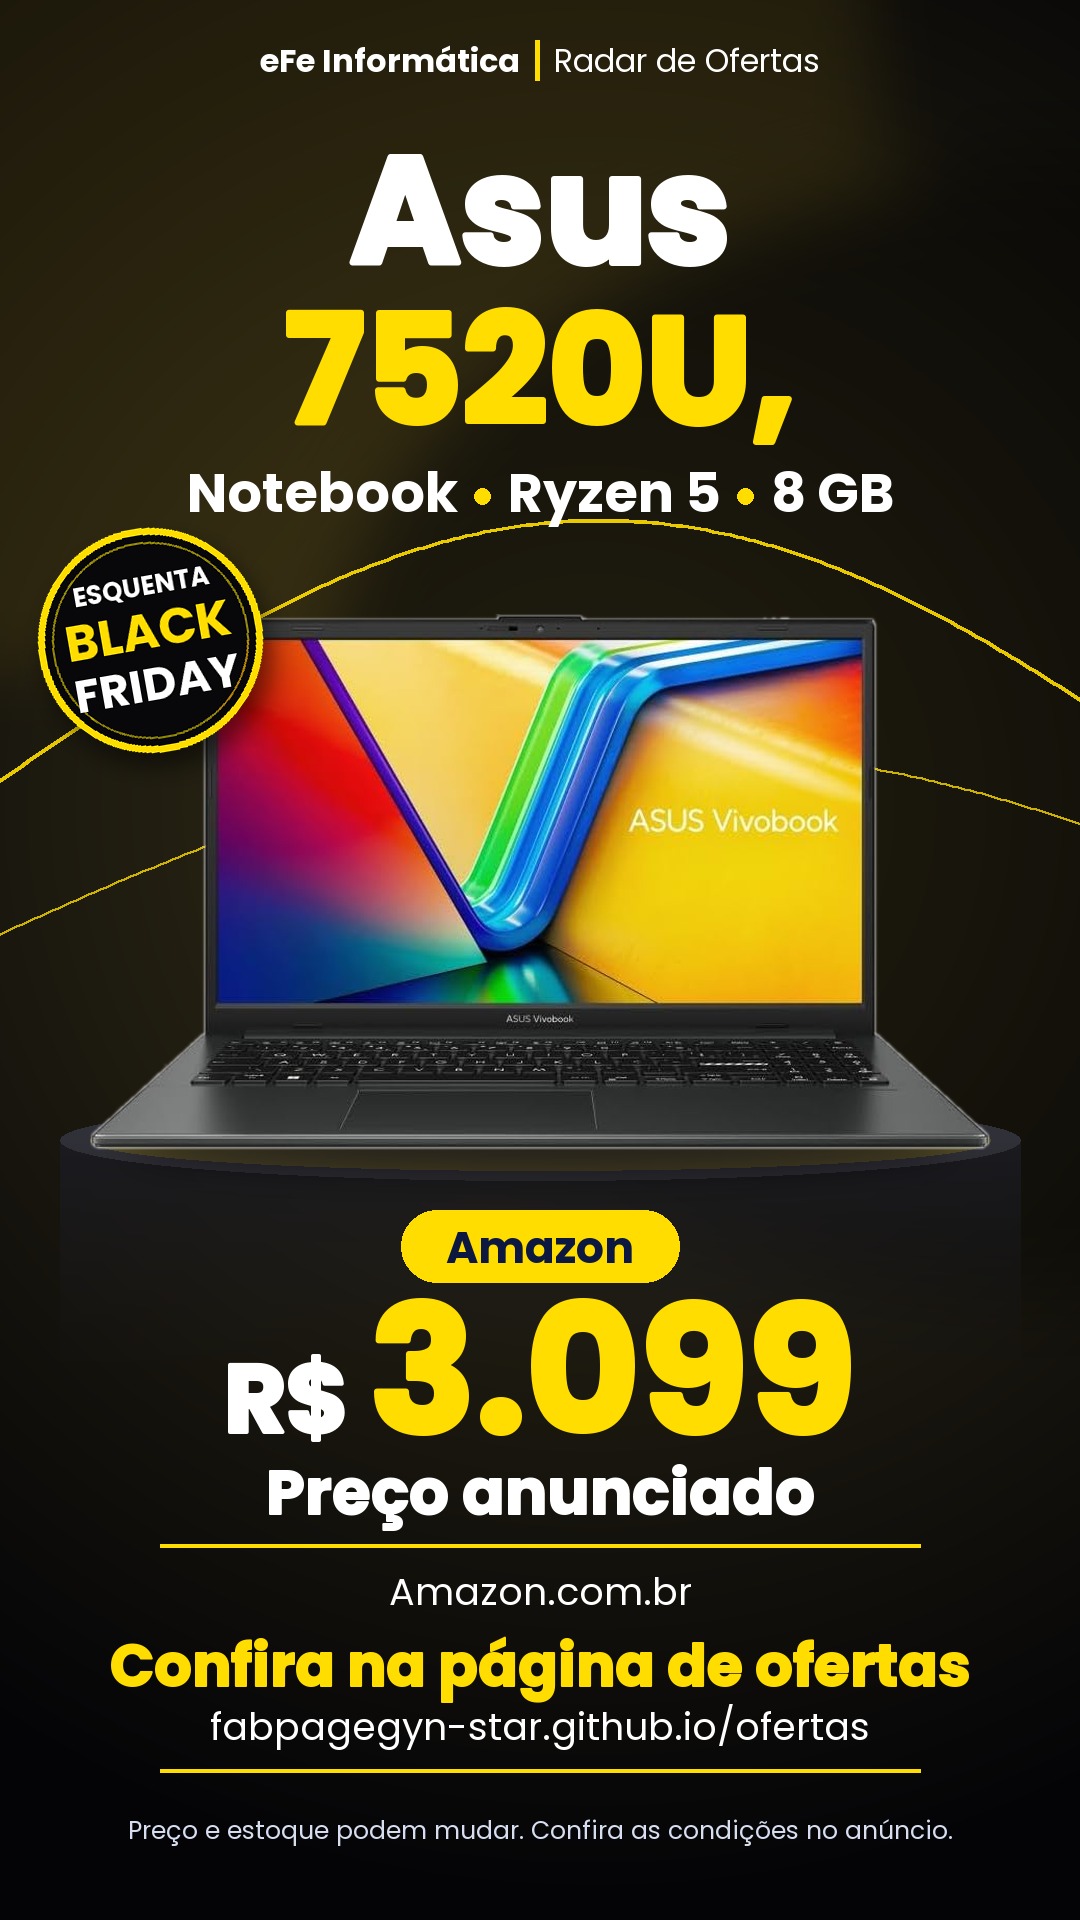 eFe Informática | Radar de Ofertas
Asus
7520U,
Notebook • Ryzen 5 • 8 GB
ESQUENTA
BLACK
FRIDAY
ASUS Vivobook
ASUS Vivobook
Amazon
R$ 3.099
Preço anunciado
Amazon.com.br
Confira na página de ofertas
fabpagegyn-star.github.io/ofertas
Preço e estoque podem mudar. Confira as condições no anúncio.